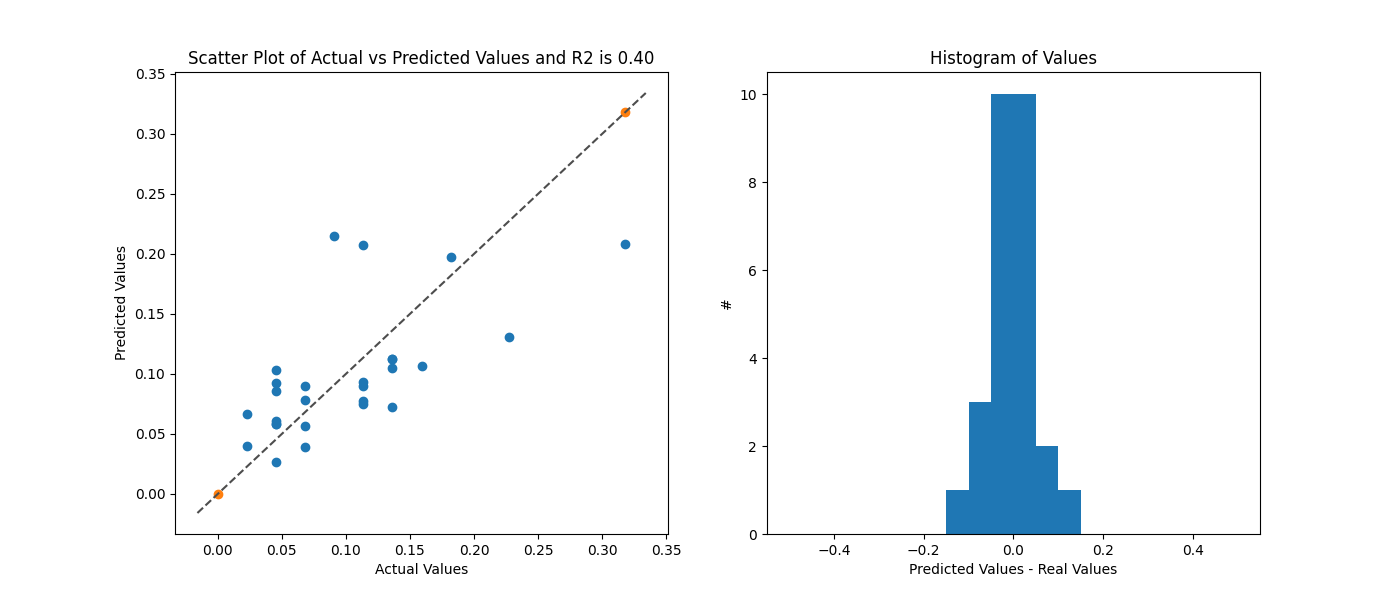 Scatter Plot of Actual vs Predicted Values and R2 is 0.40
0.35
0.30
0.25
0.20
0.15
0.10
0.05
0.00
Predicted Values
0.00 0.05 0.10 0.15 0.20 0.25 0.30 0.35
Actual Values
Histogram of Values
10
8
6
4
2
0
#
−0.4 −0.2 0.0 0.2 0.4
Predicted Values - Real Values